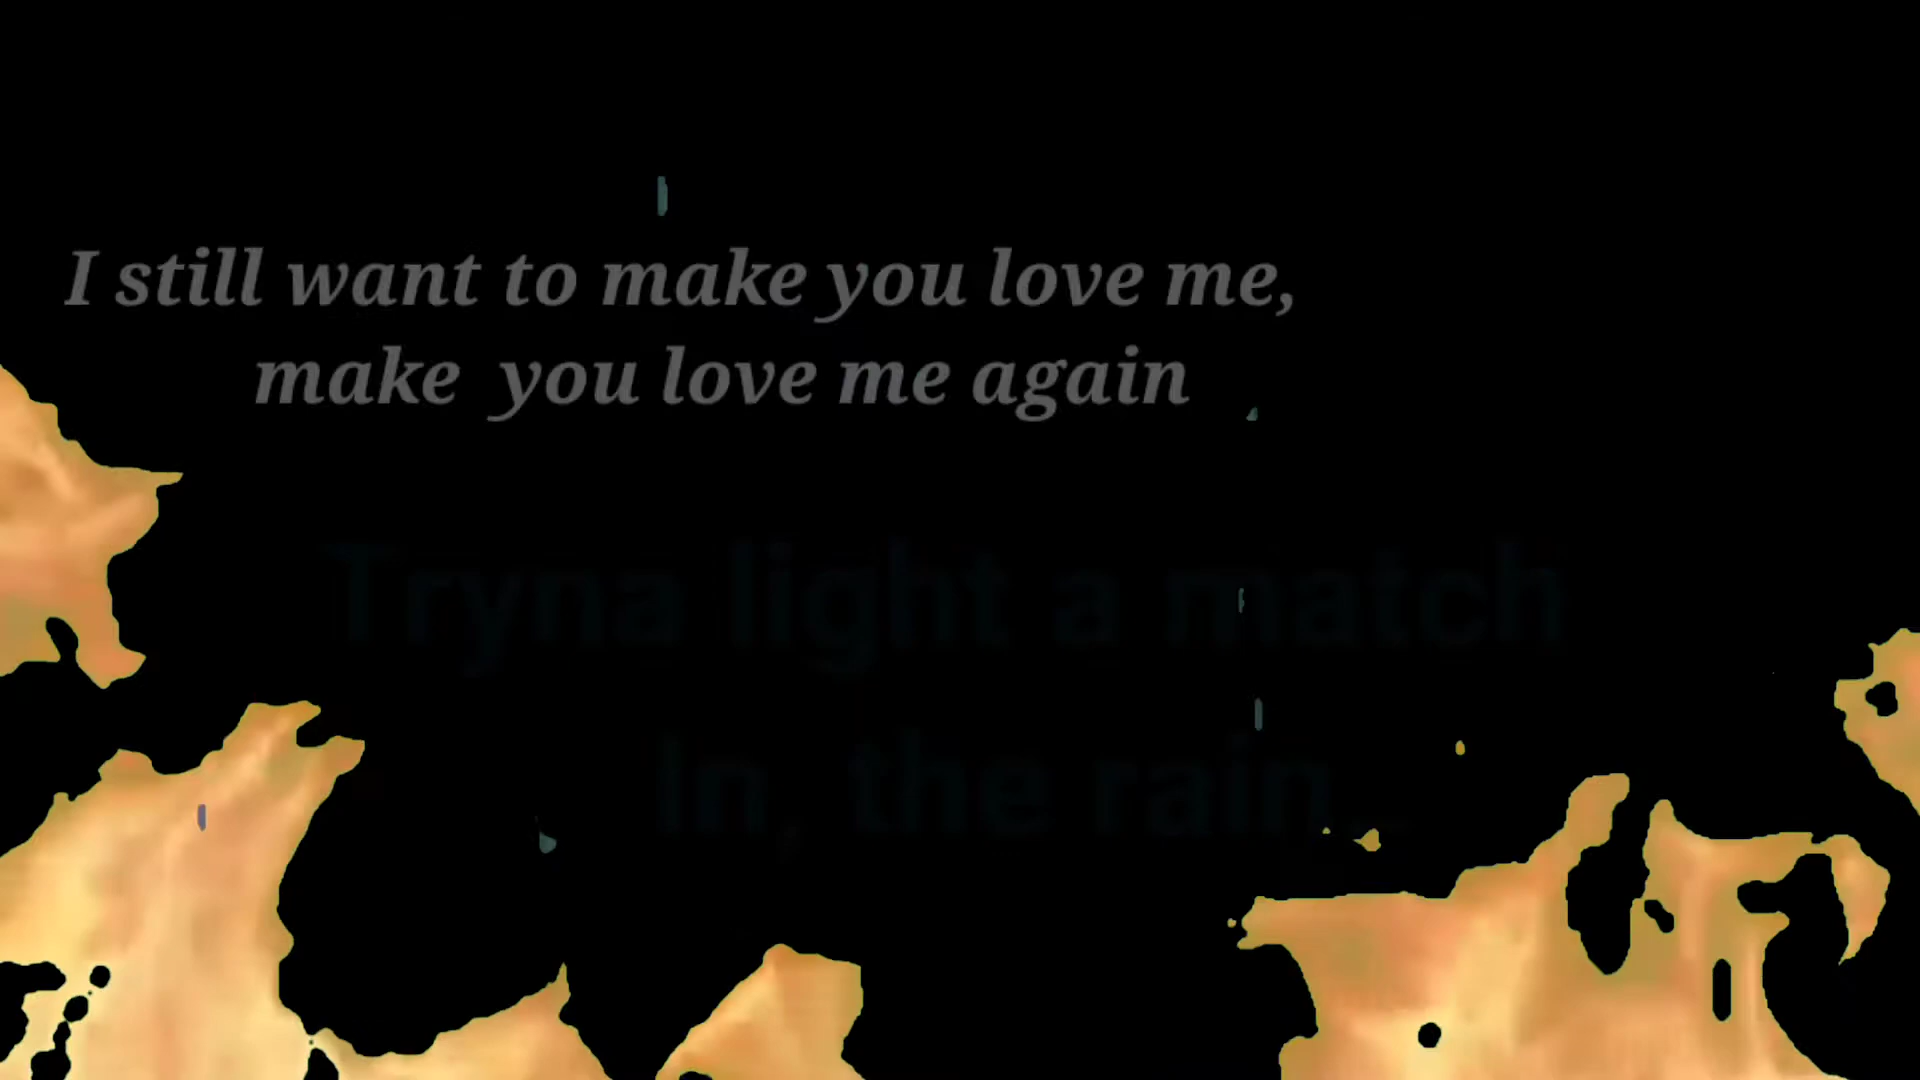 I still want to make you love me,
make you love me again
Tryna light a match
In, the rain